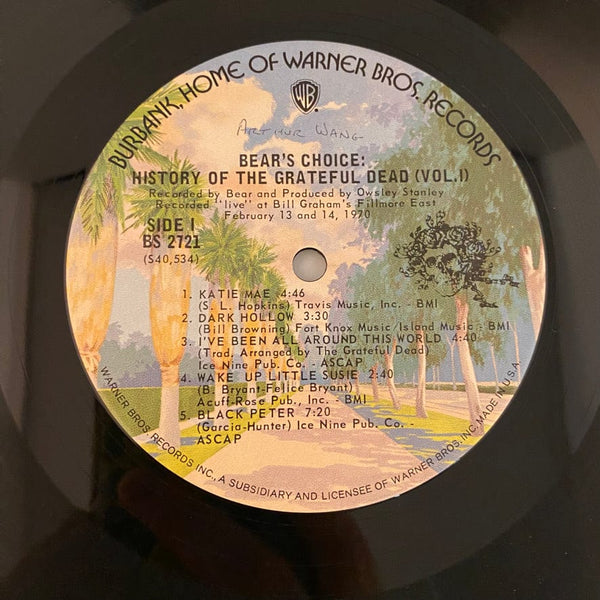 BURBANK, HOME OF WARNER BROS. RECORDS
WB
ARTHUR WANG
BEAR'S CHOICE:
HISTORY OF THE GRATEFUL DEAD (VOL.I)
Recorded by Bear and Produced by Owsley Stanley
Recorded "live" at Bill Graham's Fillmore East
February 13 and 14, 1970
SIDE I
BS 2721
(S40,534)
1. KATIE MAE 4:46
(S. L. Hopkins) Travis Music, Inc. - BMI
2. DARK HOLLOW 3:30
(Bill Browning) Fort Knox Music/Island Music - BMI
3. I'VE BEEN ALL AROUND THIS WORLD 4:40
(Trad. Arranged by The Grateful Dead)
Ice Nine Pub. Co. - ASCAP
4. WAKE UP LITTLE SUSIE 2:40
(B. Bryant-Felice Bryant)
Acuff-Rose Pub., Inc. - BMI
5. BLACK PETER 7:20
(Garcia-Hunter) Ice Nine Pub. Co. -
ASCAP
WARNER BROS. RECORDS INC., A SUBSIDIARY AND LICENSEE OF WARNER BROS. INC. MADE IN U.S.A.